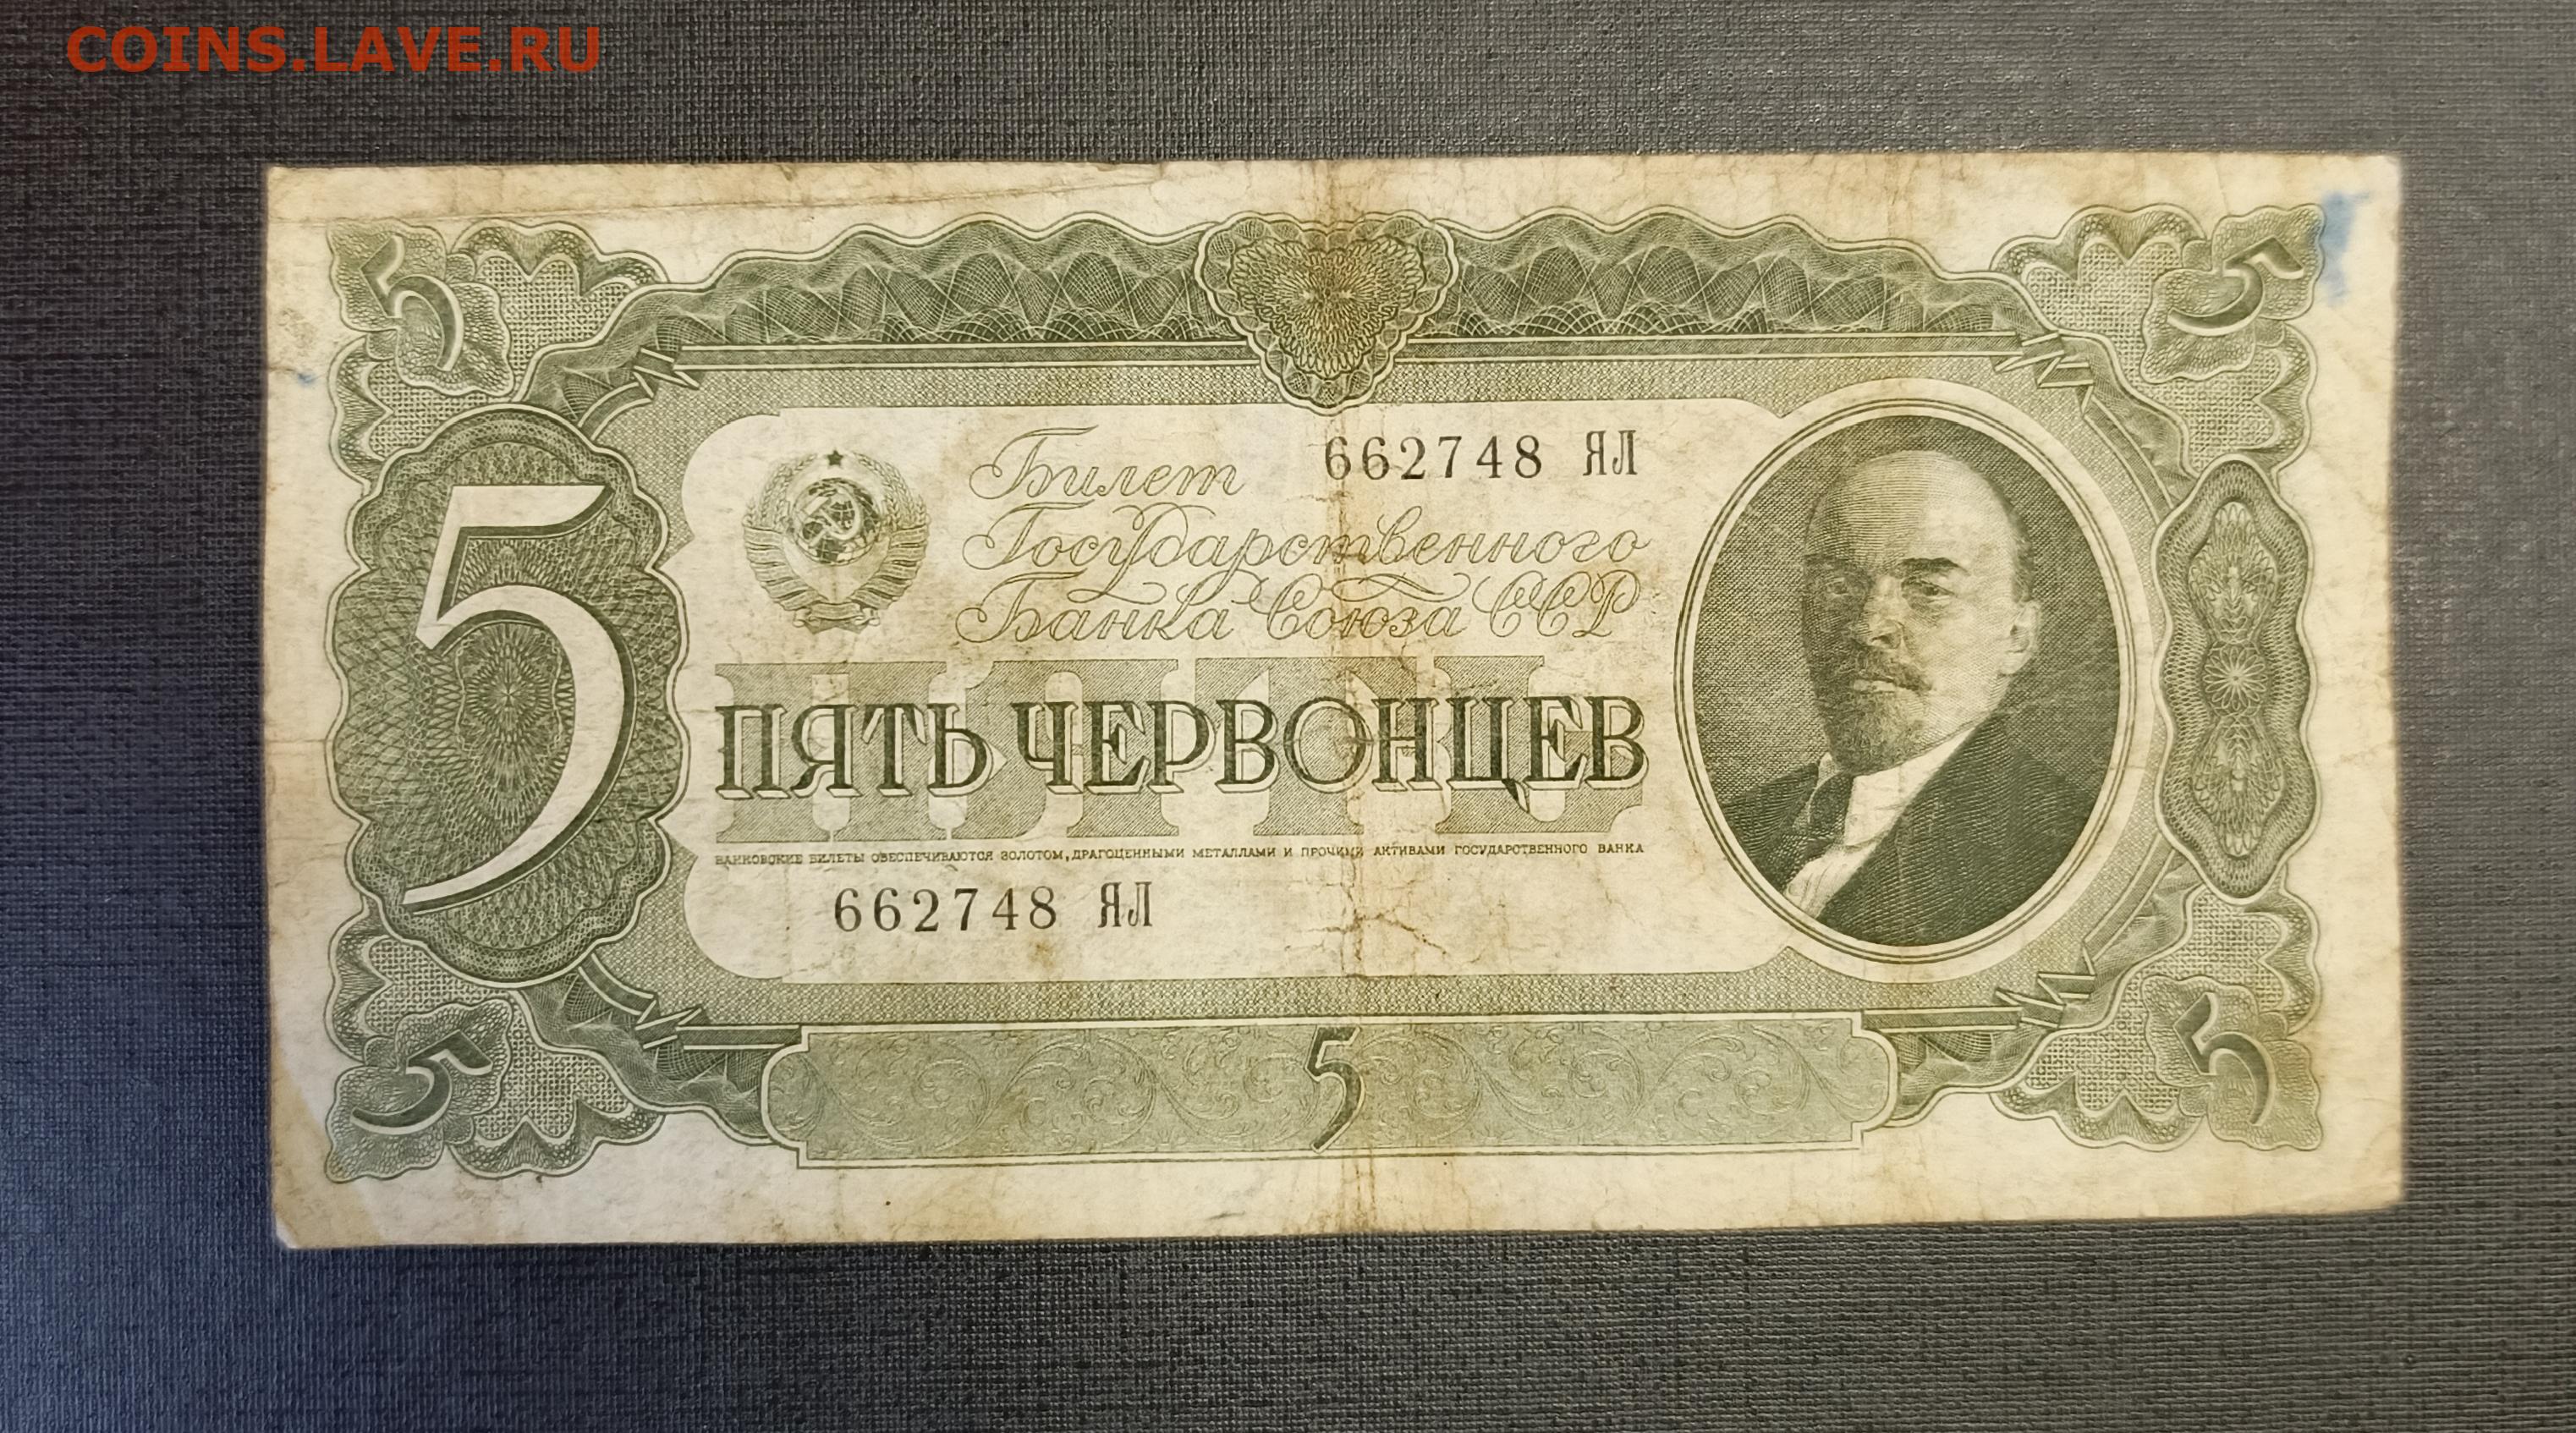 COINS.LAVE.RU
5 5
Билет 662748 ЯЛ
Государственного
Банка Союза ССР
5
ПЯТЬ
ПЯТЬ ЧЕРВОНЦЕВ
БАНКОВСКИЕ БИЛЕТЫ ОБЕСПЕЧИВАЮТСЯ ЗОЛОТОМ, ДРАГОЦЕННЫМИ МЕТАЛЛАМИ И ПРОЧИМИ АКТИВАМИ ГОСУДАРСТВЕННОГО БАНКА
662748 ЯЛ
5 5 5